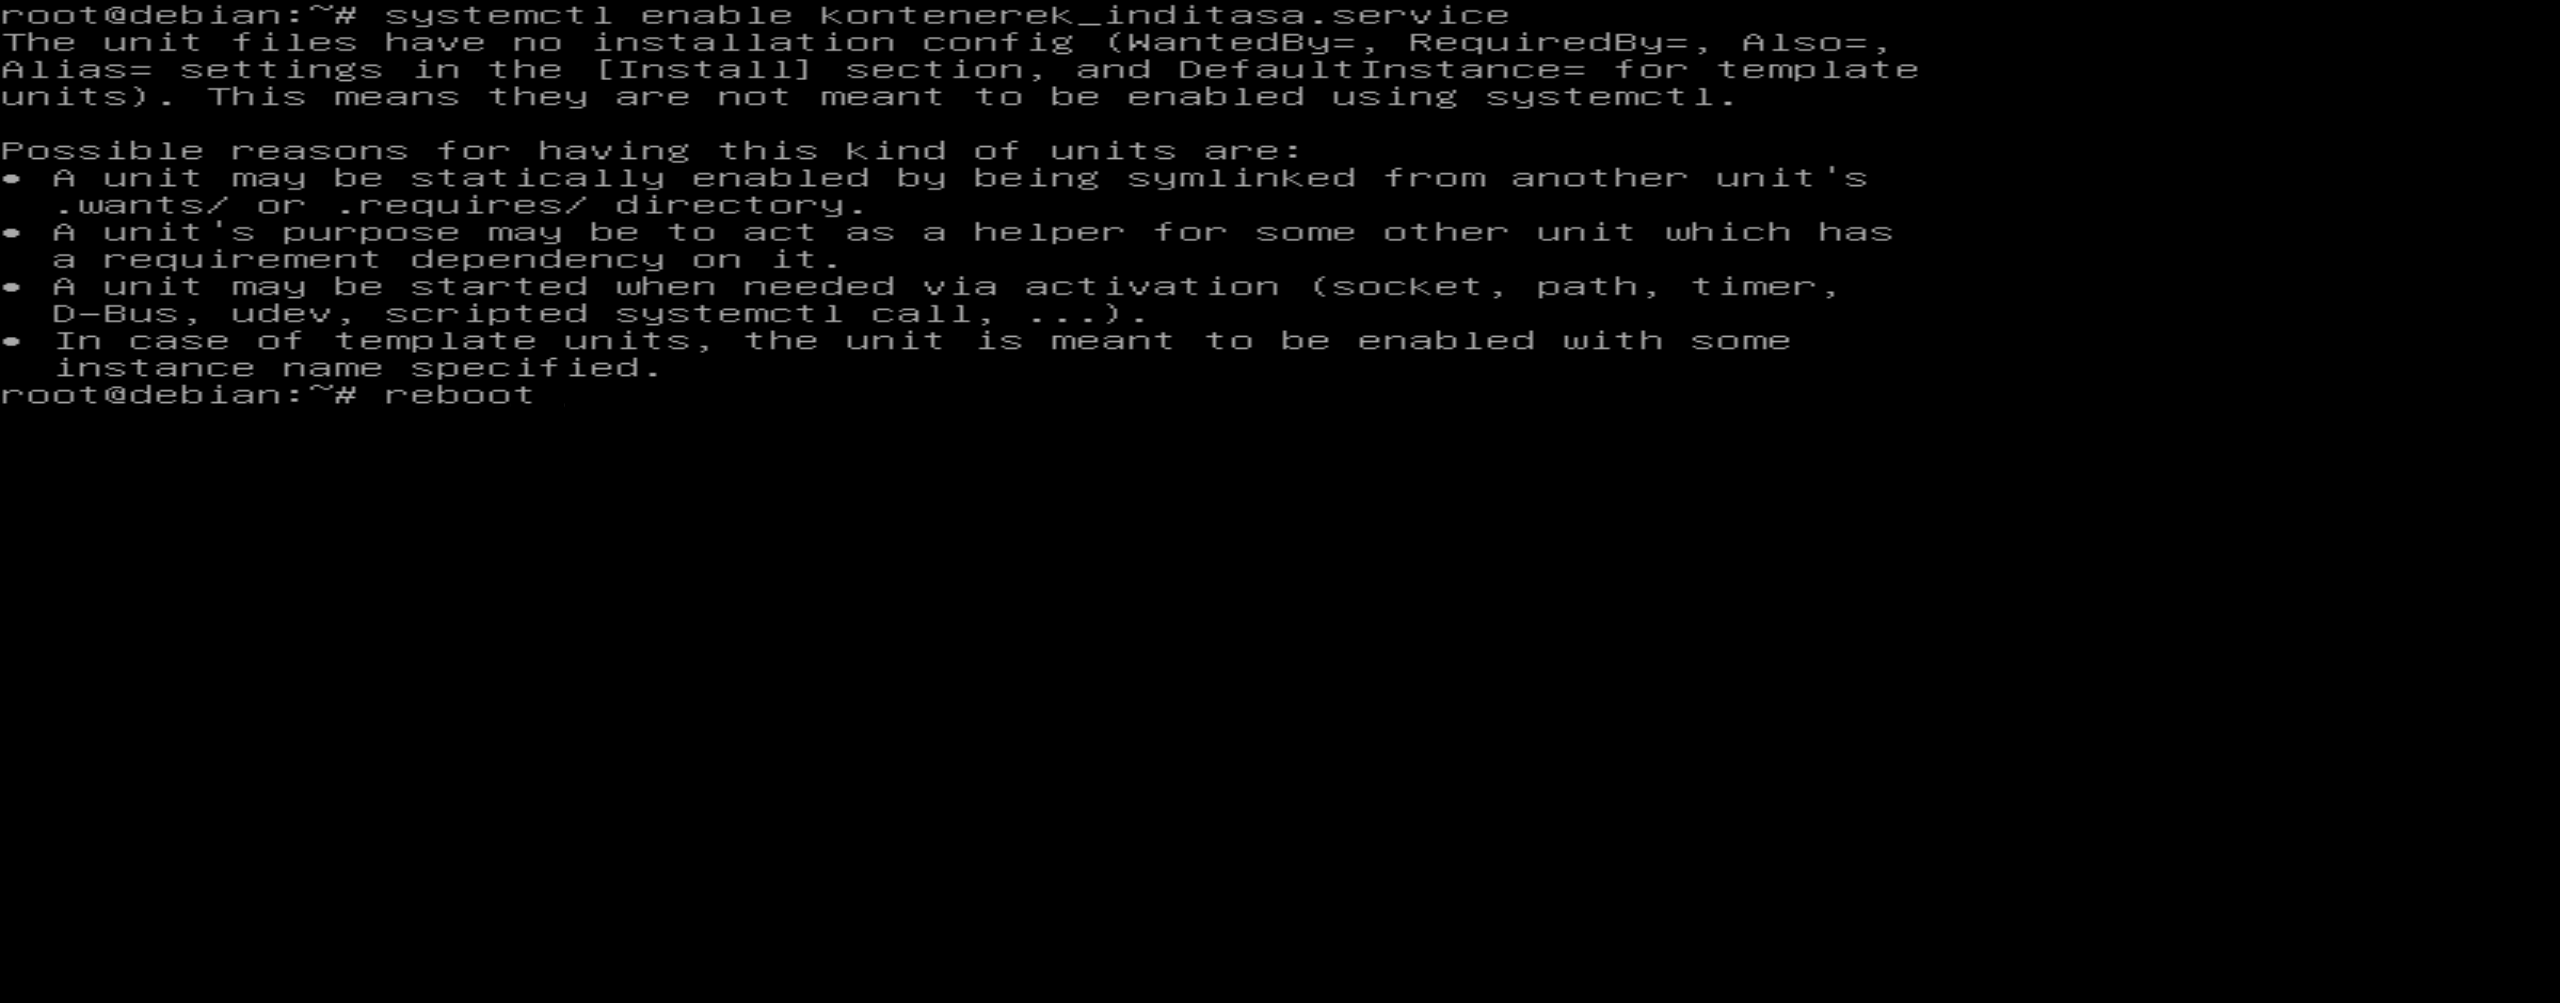 root@debian:~# systemctl enable kontenerek_inditasa.service
The unit files have no installation config (WantedBy=, RequiredBy=, Also=,
Alias= settings in the [Install] section, and DefaultInstance= for template
units). This means they are not meant to be enabled using systemctl.

Possible reasons for having this kind of units are:
• A unit may be statically enabled by being symlinked from another unit's
  .wants/ or .requires/ directory.
• A unit's purpose may be to act as a helper for some other unit which has
  a requirement dependency on it.
• A unit may be started when needed via activation (socket, path, timer,
  D-Bus, udev, scripted systemctl call, ...).
• In case of template units, the unit is meant to be enabled with some
  instance name specified.
root@debian:~# reboot